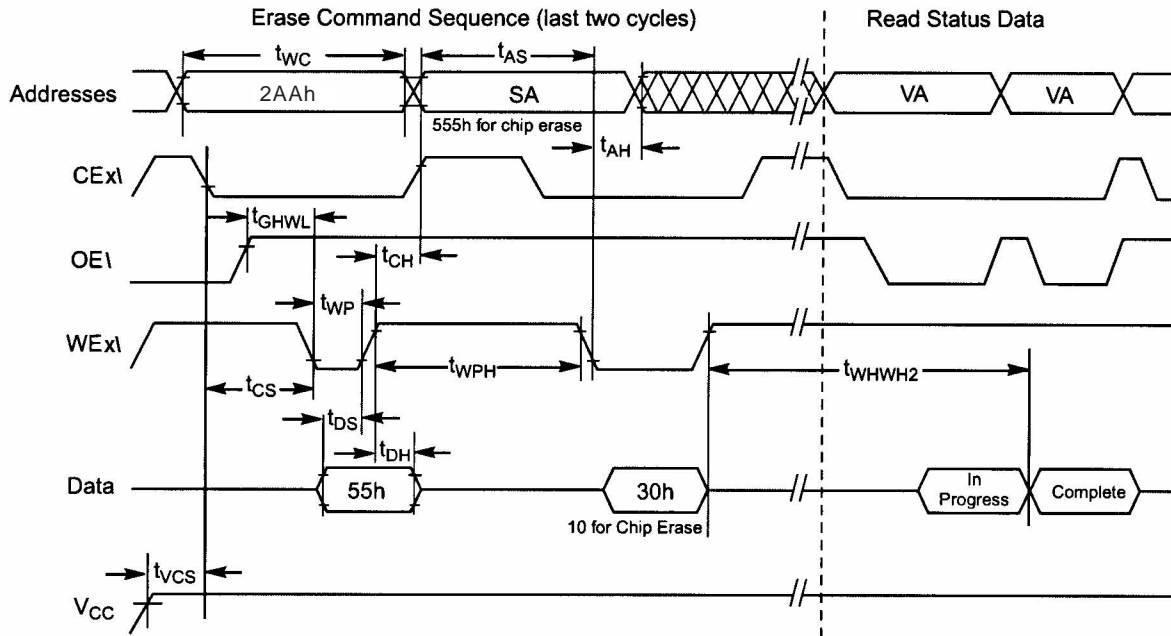 Erase Command Sequence (last two cycles)
Read Status Data
tWC
tAS
Addresses
2AAh
SA
VA
VA
555h for chip erase
tAH
CEx\
tGHWL
OE\
tCH
tWP
WEx\
tWPH
tWHWH2
tCS
tDS
tDH
Data
55h
30h
In
Progress
Complete
10 for Chip Erase
tVCS
VCC